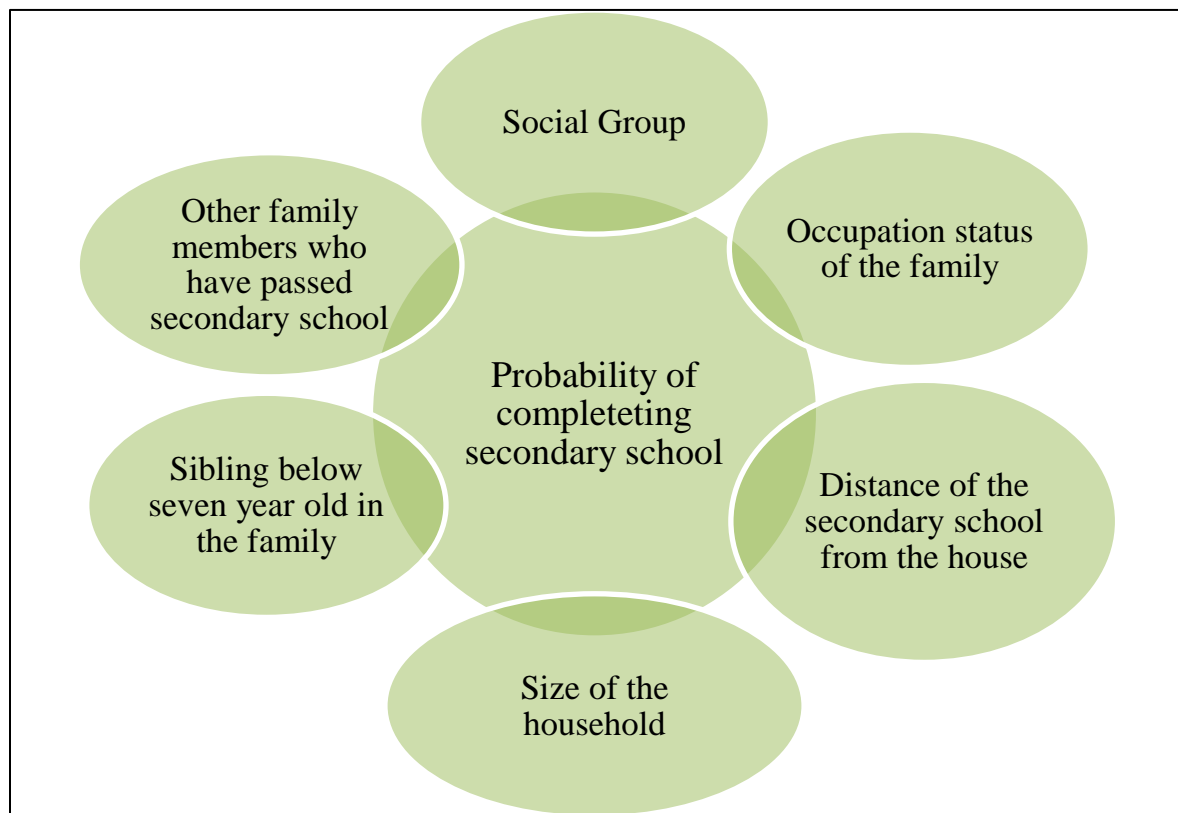 Social Group
Other family
members who
have passed
secondary school
Occupation status
of the family
Probability of
completeting
secondary school
Sibling below
seven year old in
the family
Distance of the
secondary school
from the house
Size of the
household